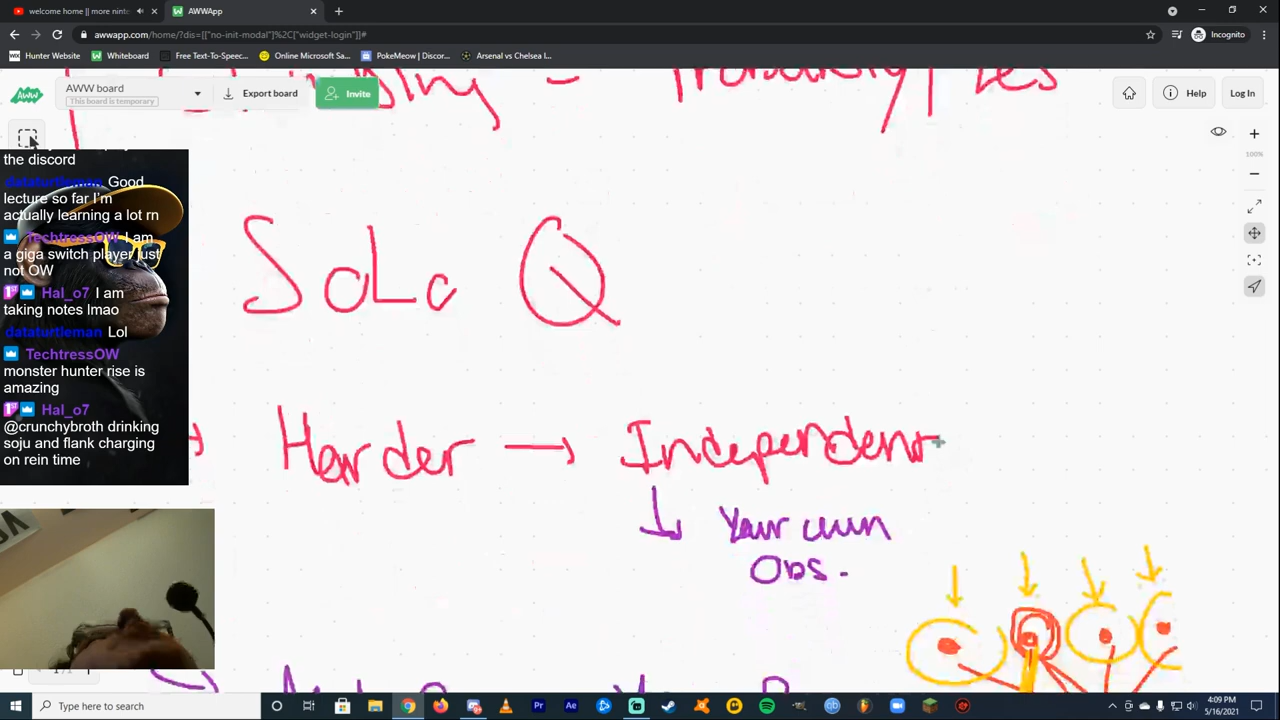 welcome home || more ninte
AWWApp
awwapp.com/home/?dis=[["no-init-modal"]%2C["widget-login"]]#
Incognito
Hunter Website
Whiteboard
Free Text-To-Speec...
Online Microsoft Sa...
PokeMeow | Discor...
Arsenal vs Chelsea l...
AWW board
This board is temporary
Export board
Invite
Help
Log In
100%
the discord
dataturtleman Good
lecture so far I'm
actually learning a lot rn
TechtressOW I am
a giga switch player just
not OW
Hal_o7 I am
taking notes lmao
dataturtleman Lol
TechtressOW
monster hunter rise is
amazing
Hal_o7
@crunchybroth drinking
soju and flank charging
on rein time
SoLo Q
Harder → Independent
↓ Your own
Obs.
Type here to search
4:09 PM
5/16/2021